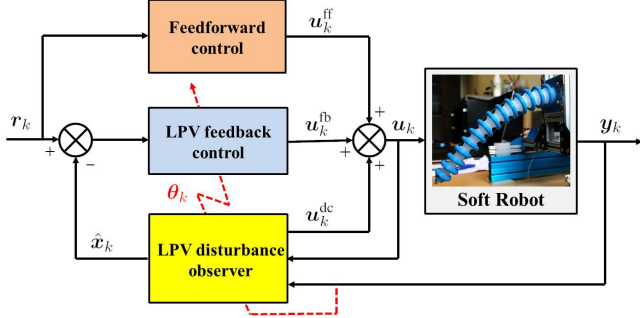 Feedforward
control
u_k^ff
r_k
+
−
LPV feedback
control
u_k^fb
+
+
+
u_k
y_k
Soft Robot
θ_k
u_k^dc
x̂_k
LPV disturbance
observer